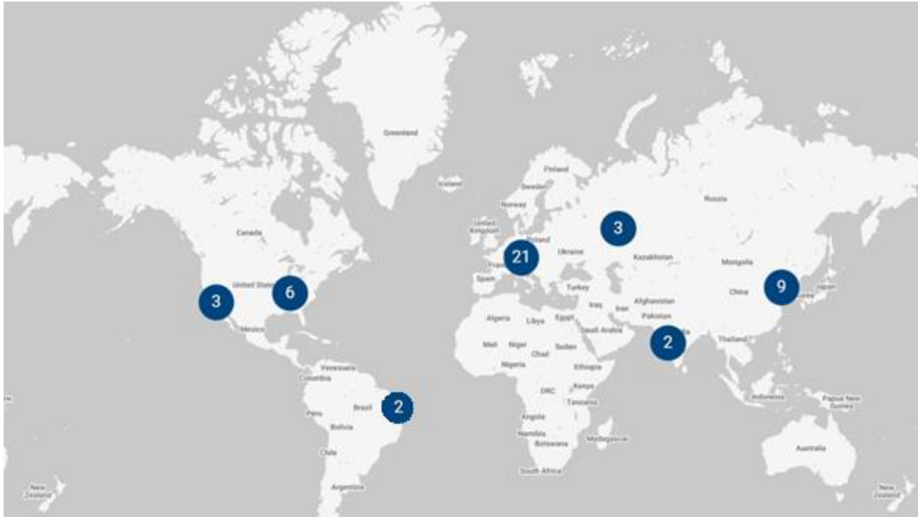 Greenland
Iceland
Finland
Sweden
Norway
Russia
United
Kingdom
Canada
3
Poland
21
Ukraine
Kazakhstan
Mongolia
Spain
Turkey
United States
6
3
China
9
Japan
Iraq
Iran
Afghanistan
Pakistan
Mexico
Algeria
Libya
Egypt
Saudi Arabia
2
Thailand
Mali
Niger
Chad
Sudan
Nigeria
Ethiopia
Venezuela
Colombia
DRC
Kenya
Tanzania
Indonesia
Papua New
Guinea
Peru
Brazil
2
Bolivia
Angola
Namibia
Botswana
Madagascar
Chile
South Africa
Australia
Argentina
New
Zealand
New
Zealand